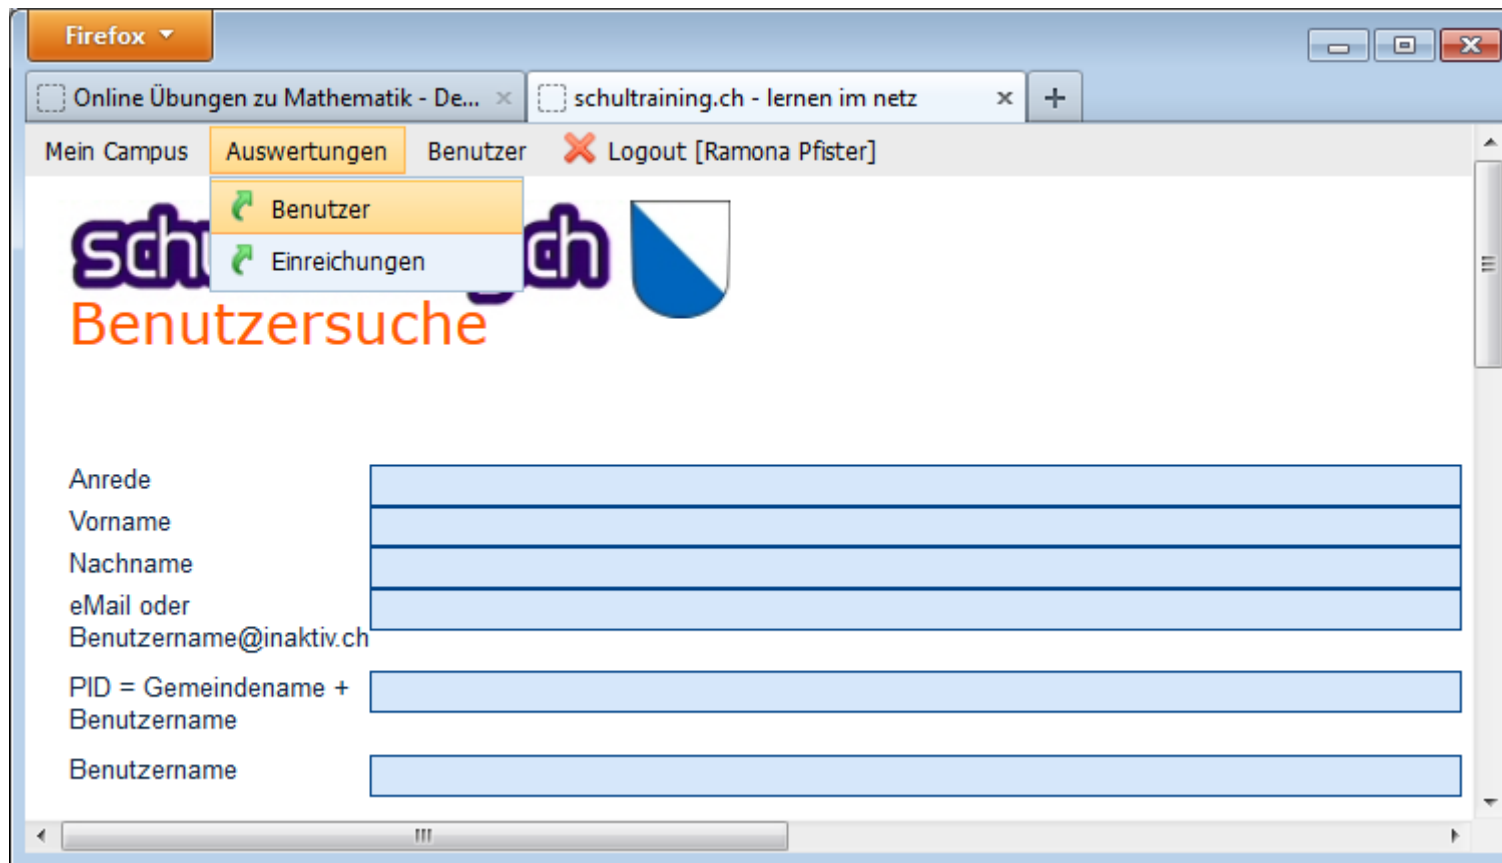 Firefox
Online Übungen zu Mathematik - De...
schultraining.ch - lernen im netz
Mein Campus Auswertungen Benutzer Logout [Ramona Pfister]
Benutzer
Einreichungen
Benutzersuche
Anrede
Vorname
Nachname
eMail oder
Benutzername@inaktiv.ch
PID = Gemeindename +
Benutzername
Benutzername